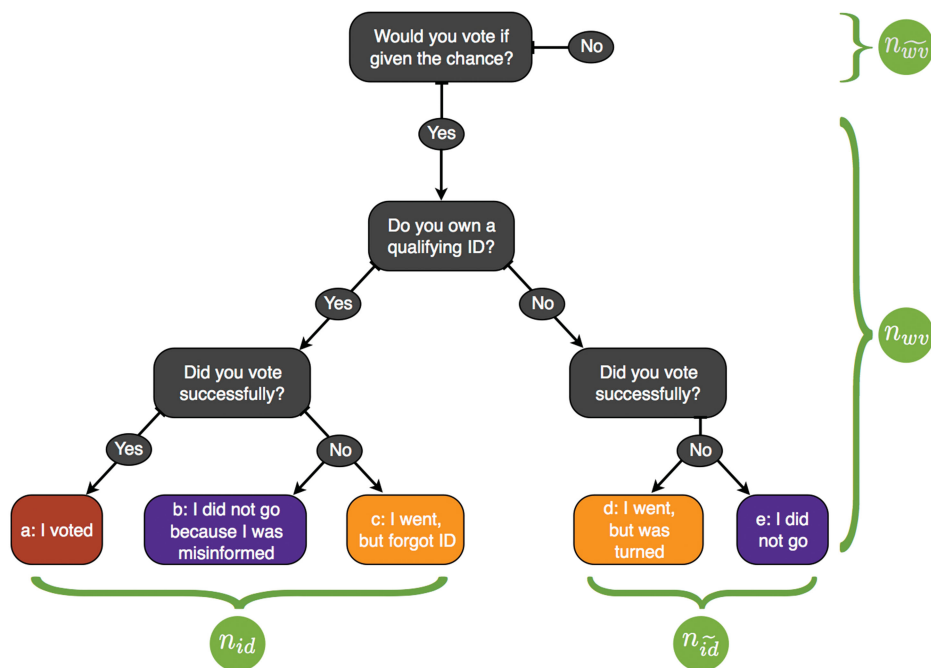 Would you vote if
given the chance?
No
$n_{\widetilde{wv}}$
Yes
Do you own a
qualifying ID?
Yes
No
$n_{wv}$
Did you vote
successfully?
Did you vote
successfully?
Yes
No
No
a: I voted
b: I did not go
because I was
misinformed
c: I went,
but forgot ID
d: I went,
but was
turned
e: I did
not go
$n_{id}$
$n_{\widetilde{id}}$